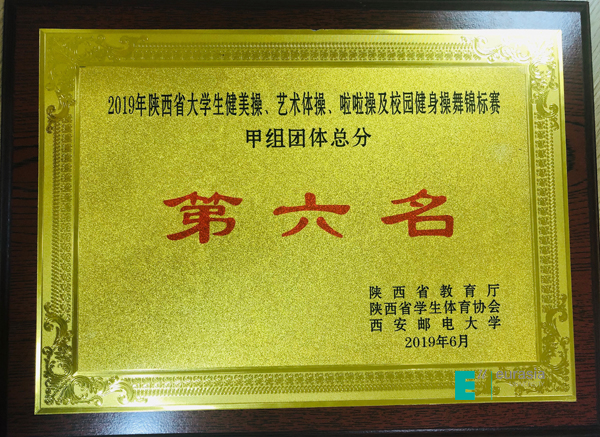 2019年陕西省大学生健美操、艺术体操、啦啦操及校园健身操舞锦标赛
甲组团体总分
第六名
陕西省教育厅
陕西省学生体育协会
西安邮电大学
2019年6月
E